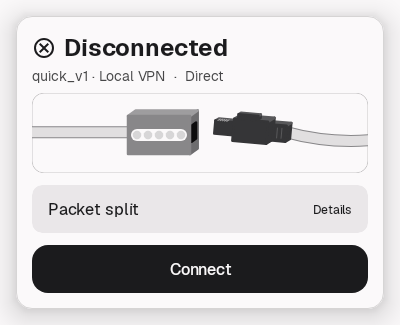 Disconnected
quick_v1 · Local VPN · Direct
Packet split
Details
Connect